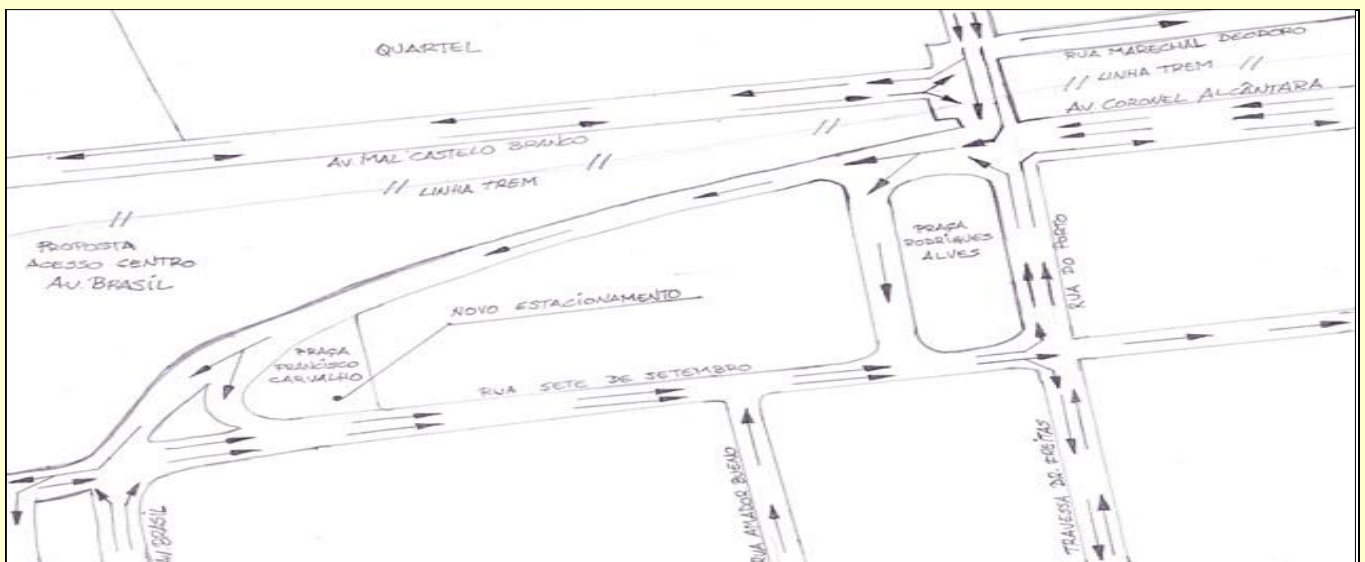 QUARTEL
RUA MARECHAL DEODORO
// LINHA TREM //
AV. CORONEL ALCÂNTARA
AV. MAL. CASTELO BRANCO
// LINHA TREM //
//
//
PROPOSTA
ACESSO CENTRO
AV. BRASIL
NOVO ESTACIONAMENTO
PRAÇA
RODRIGUES
ALVES
RUA DO PORTO
PRAÇA
FRANCISCO
CARVALHO
RUA SETE DE SETEMBRO
AV BRASIL
RUA AMADOR BUENO
TRAVESSA DR. FREITAS